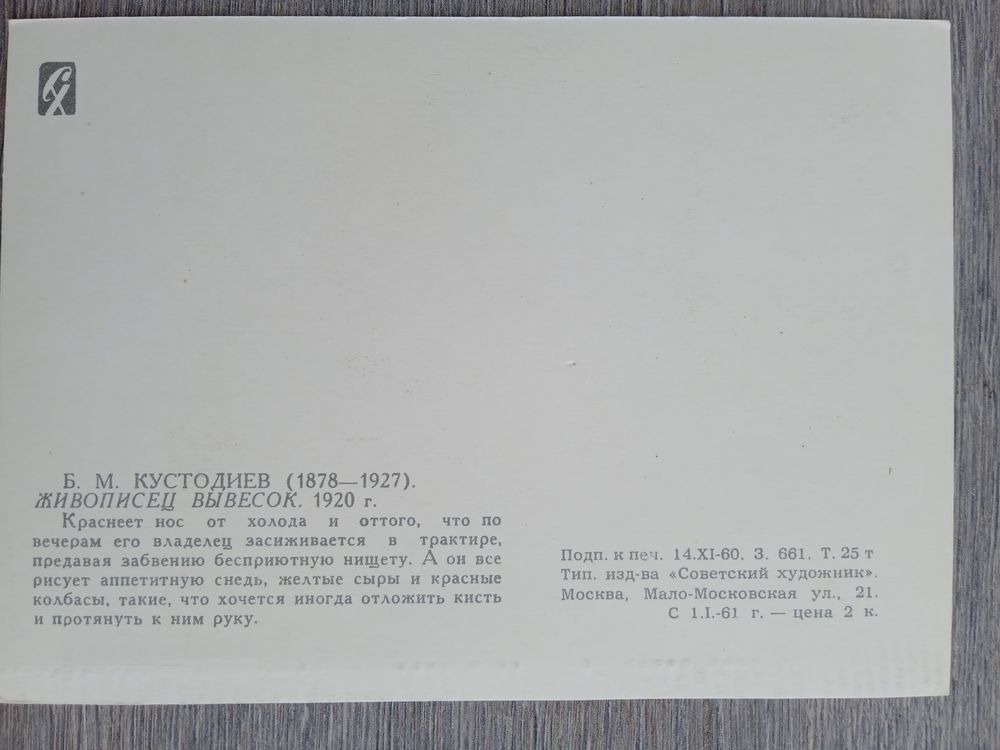 СХ
Б. М. КУСТОДИЕВ (1878—1927).
ЖИВОПИСЕЦ ВЫВЕСОК. 1920 г.
Краснеет нос от холода и оттого, что по
вечерам его владелец засиживается в трактире,
предавая забвению бесприютную нищету. А он все
рисует аппетитную снедь, желтые сыры и красные
колбасы, такие, что хочется иногда отложить кисть
и протянуть к ним руку.
Подп. к печ. 14.XI-60. З. 661. Т. 25 т
Тип. изд-ва «Советский художник».
Москва, Мало-Московская ул., 21.
С 1.I.-61 г. — цена 2 к.